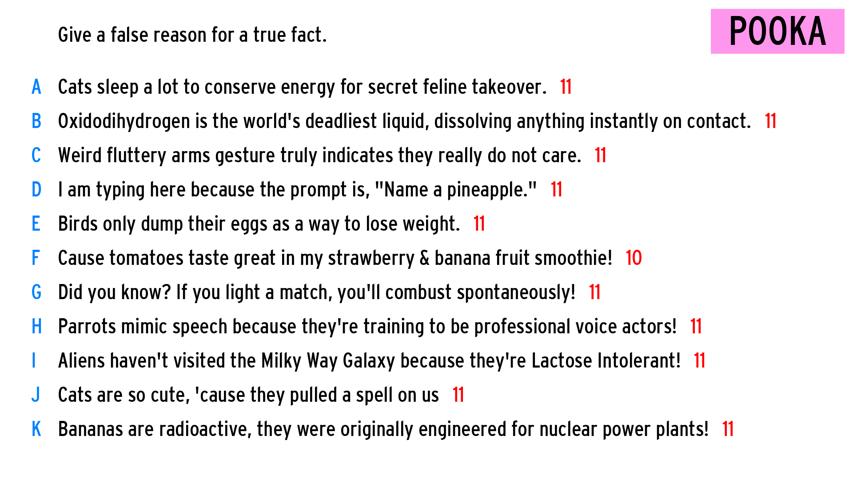 Give a false reason for a true fact.
POOKA
A Cats sleep a lot to conserve energy for secret feline takeover. 11
B Oxidodihydrogen is the world's deadliest liquid, dissolving anything instantly on contact. 11
C Weird fluttery arms gesture truly indicates they really do not care. 11
D I am typing here because the prompt is, "Name a pineapple." 11
E Birds only dump their eggs as a way to lose weight. 11
F Cause tomatoes taste great in my strawberry & banana fruit smoothie! 10
G Did you know? If you light a match, you'll combust spontaneously! 11
H Parrots mimic speech because they're training to be professional voice actors! 11
I Aliens haven't visited the Milky Way Galaxy because they're Lactose Intolerant! 11
J Cats are so cute, 'cause they pulled a spell on us 11
K Bananas are radioactive, they were originally engineered for nuclear power plants! 11